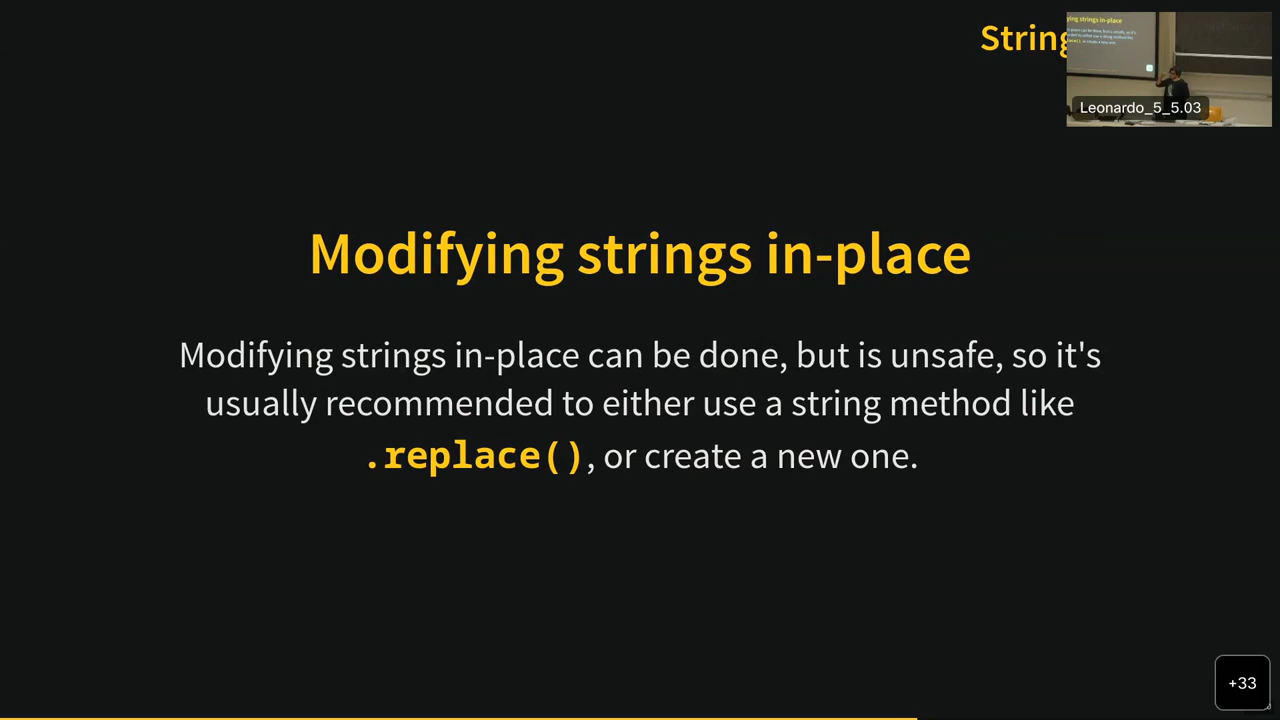 String
Leonardo_5_5.03
Modifying strings in-place
Modifying strings in-place can be done, but is unsafe, so it's
usually recommended to either use a string method like
.replace(), or create a new one.
+33